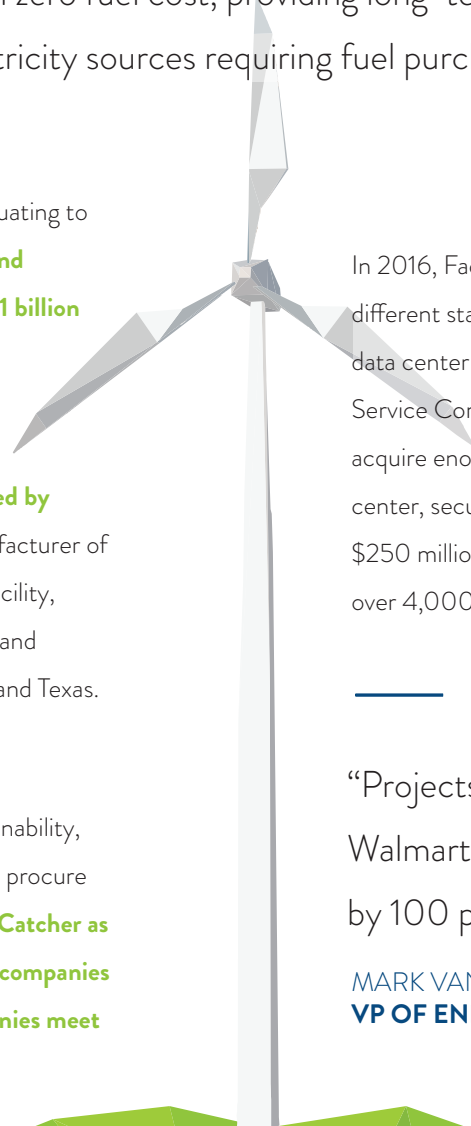 zero fuel cost, providing long-
tricity sources requiring fuel purc
uating to
nd
1 billion
ed by
facturer of
cility,
and
and Texas.
nability,
procure
Catcher as
companies
nies meet
In 2016, Fac
different sta
data center
Service Cor
acquire eno
center, secu
$250 millio
over 4,000
“Projects
Walmart
by 100 p
MARK VAN
VP OF EN